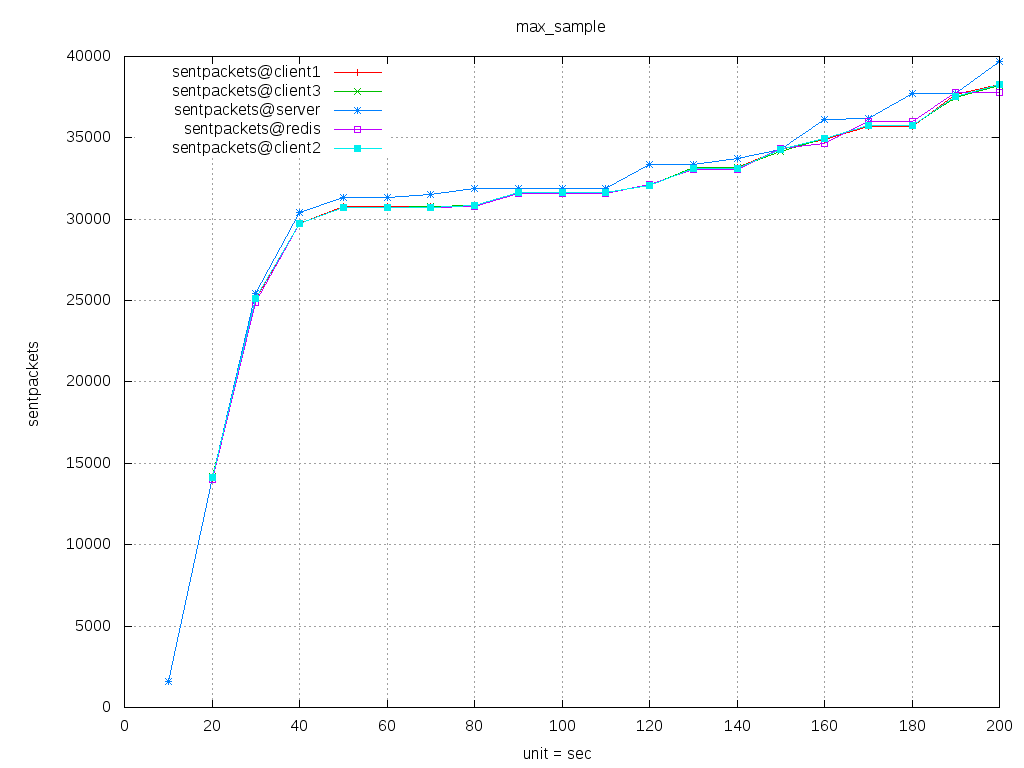 max_sample
40000
35000
30000
25000
20000
15000
10000
5000
0
sentpackets
sentpackets@client1
sentpackets@client3
sentpackets@server
sentpackets@redis
sentpackets@client2
0 20 40 60 80 100 120 140 160 180 200
unit = sec